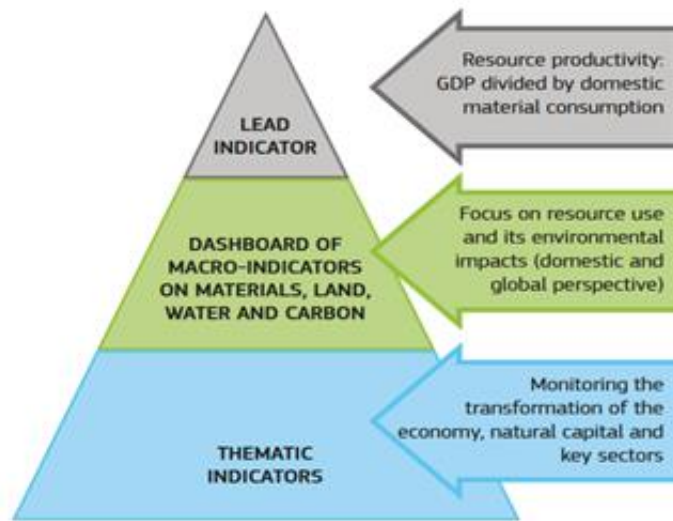 LEAD
INDICATOR
Resource productivity:
GDP divided by domestic
material consumption
DASHBOARD OF
MACRO-INDICATORS
ON MATERIALS, LAND,
WATER AND CARBON
Focus on resource use
and its environmental
impacts (domestic and
global perspective)
THEMATIC
INDICATORS
Monitoring the
transformation of the
economy, natural capital and
key sectors